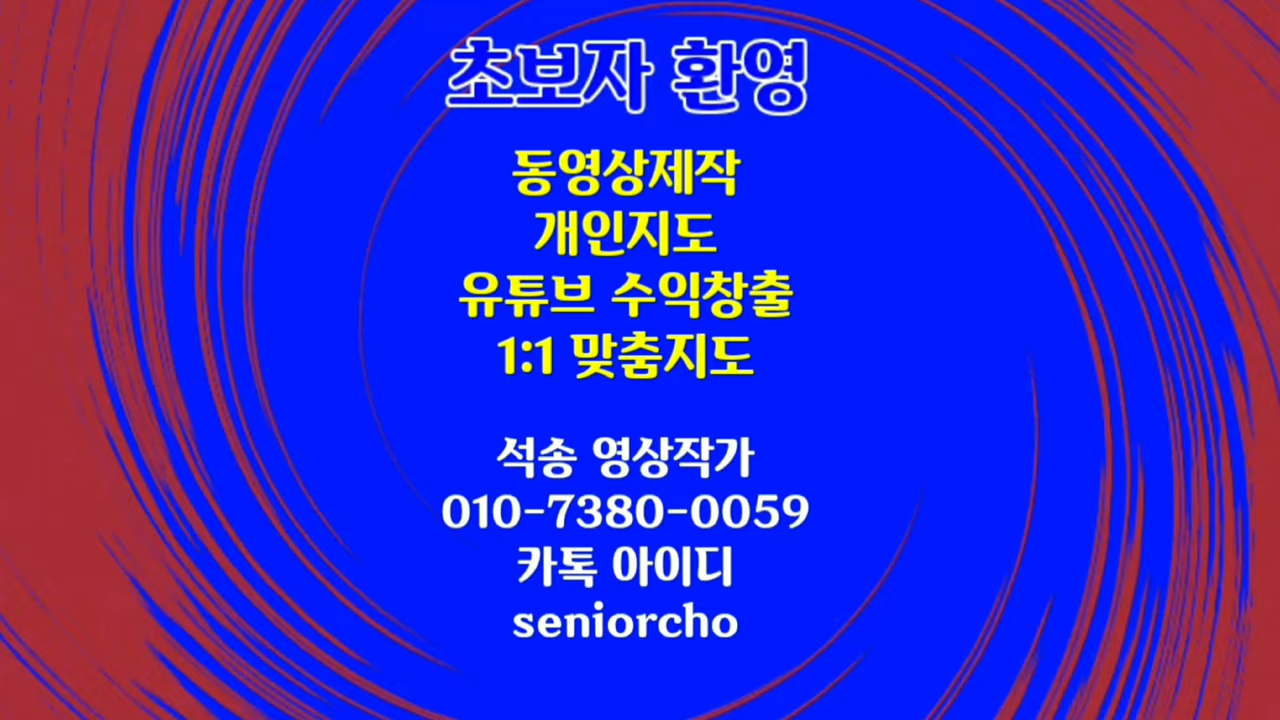 초보자 환영
동영상제작
개인지도
유튜브 수익창출
1:1 맞춤지도
석송 영상작가
010-7380-0059
카톡 아이디
seniorcho